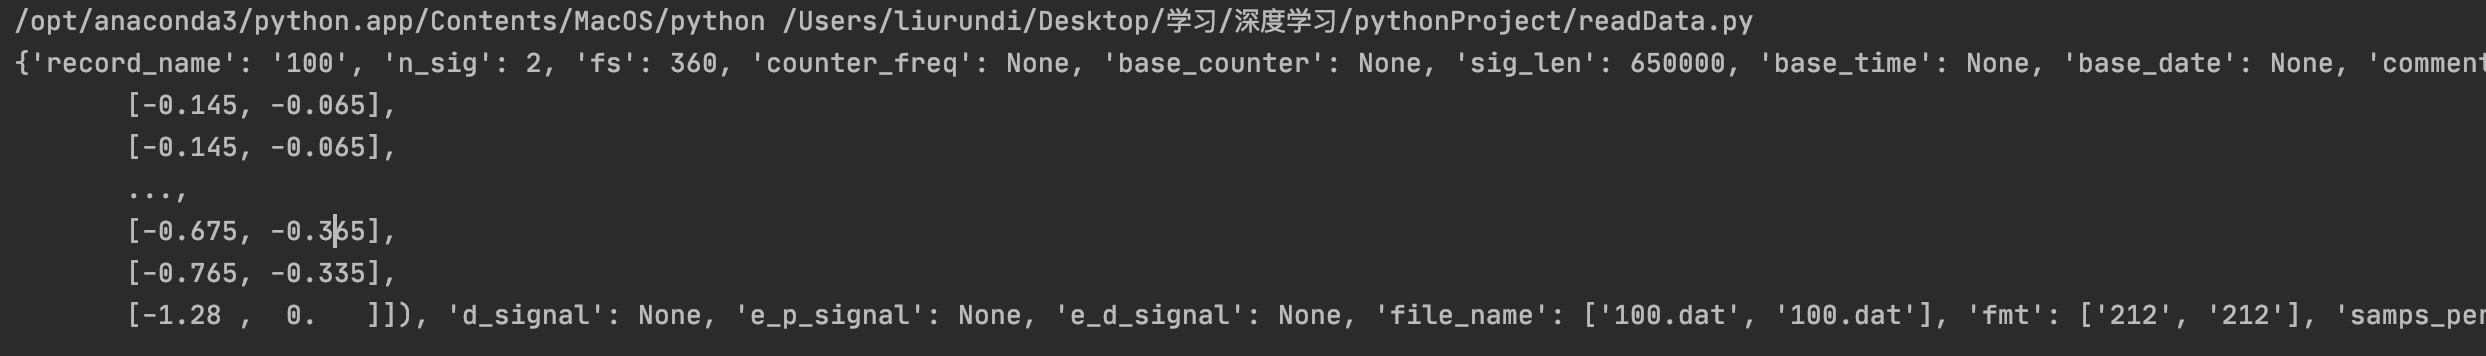 /opt/anaconda3/python.app/Contents/MacOS/python /Users/liurundi/Desktop/学习/深度学习/pythonProject/readData.py
{'record_name': '100', 'n_sig': 2, 'fs': 360, 'counter_freq': None, 'base_counter': None, 'sig_len': 650000, 'base_time': None, 'base_date': None, 'comment
[-0.145, -0.065],
[-0.145, -0.065],
...,
[-0.675, -0.365],
[-0.765, -0.335],
[-1.28 ,  0.   ]]), 'd_signal': None, 'e_p_signal': None, 'e_d_signal': None, 'file_name': ['100.dat', '100.dat'], 'fmt': ['212', '212'], 'samps_per